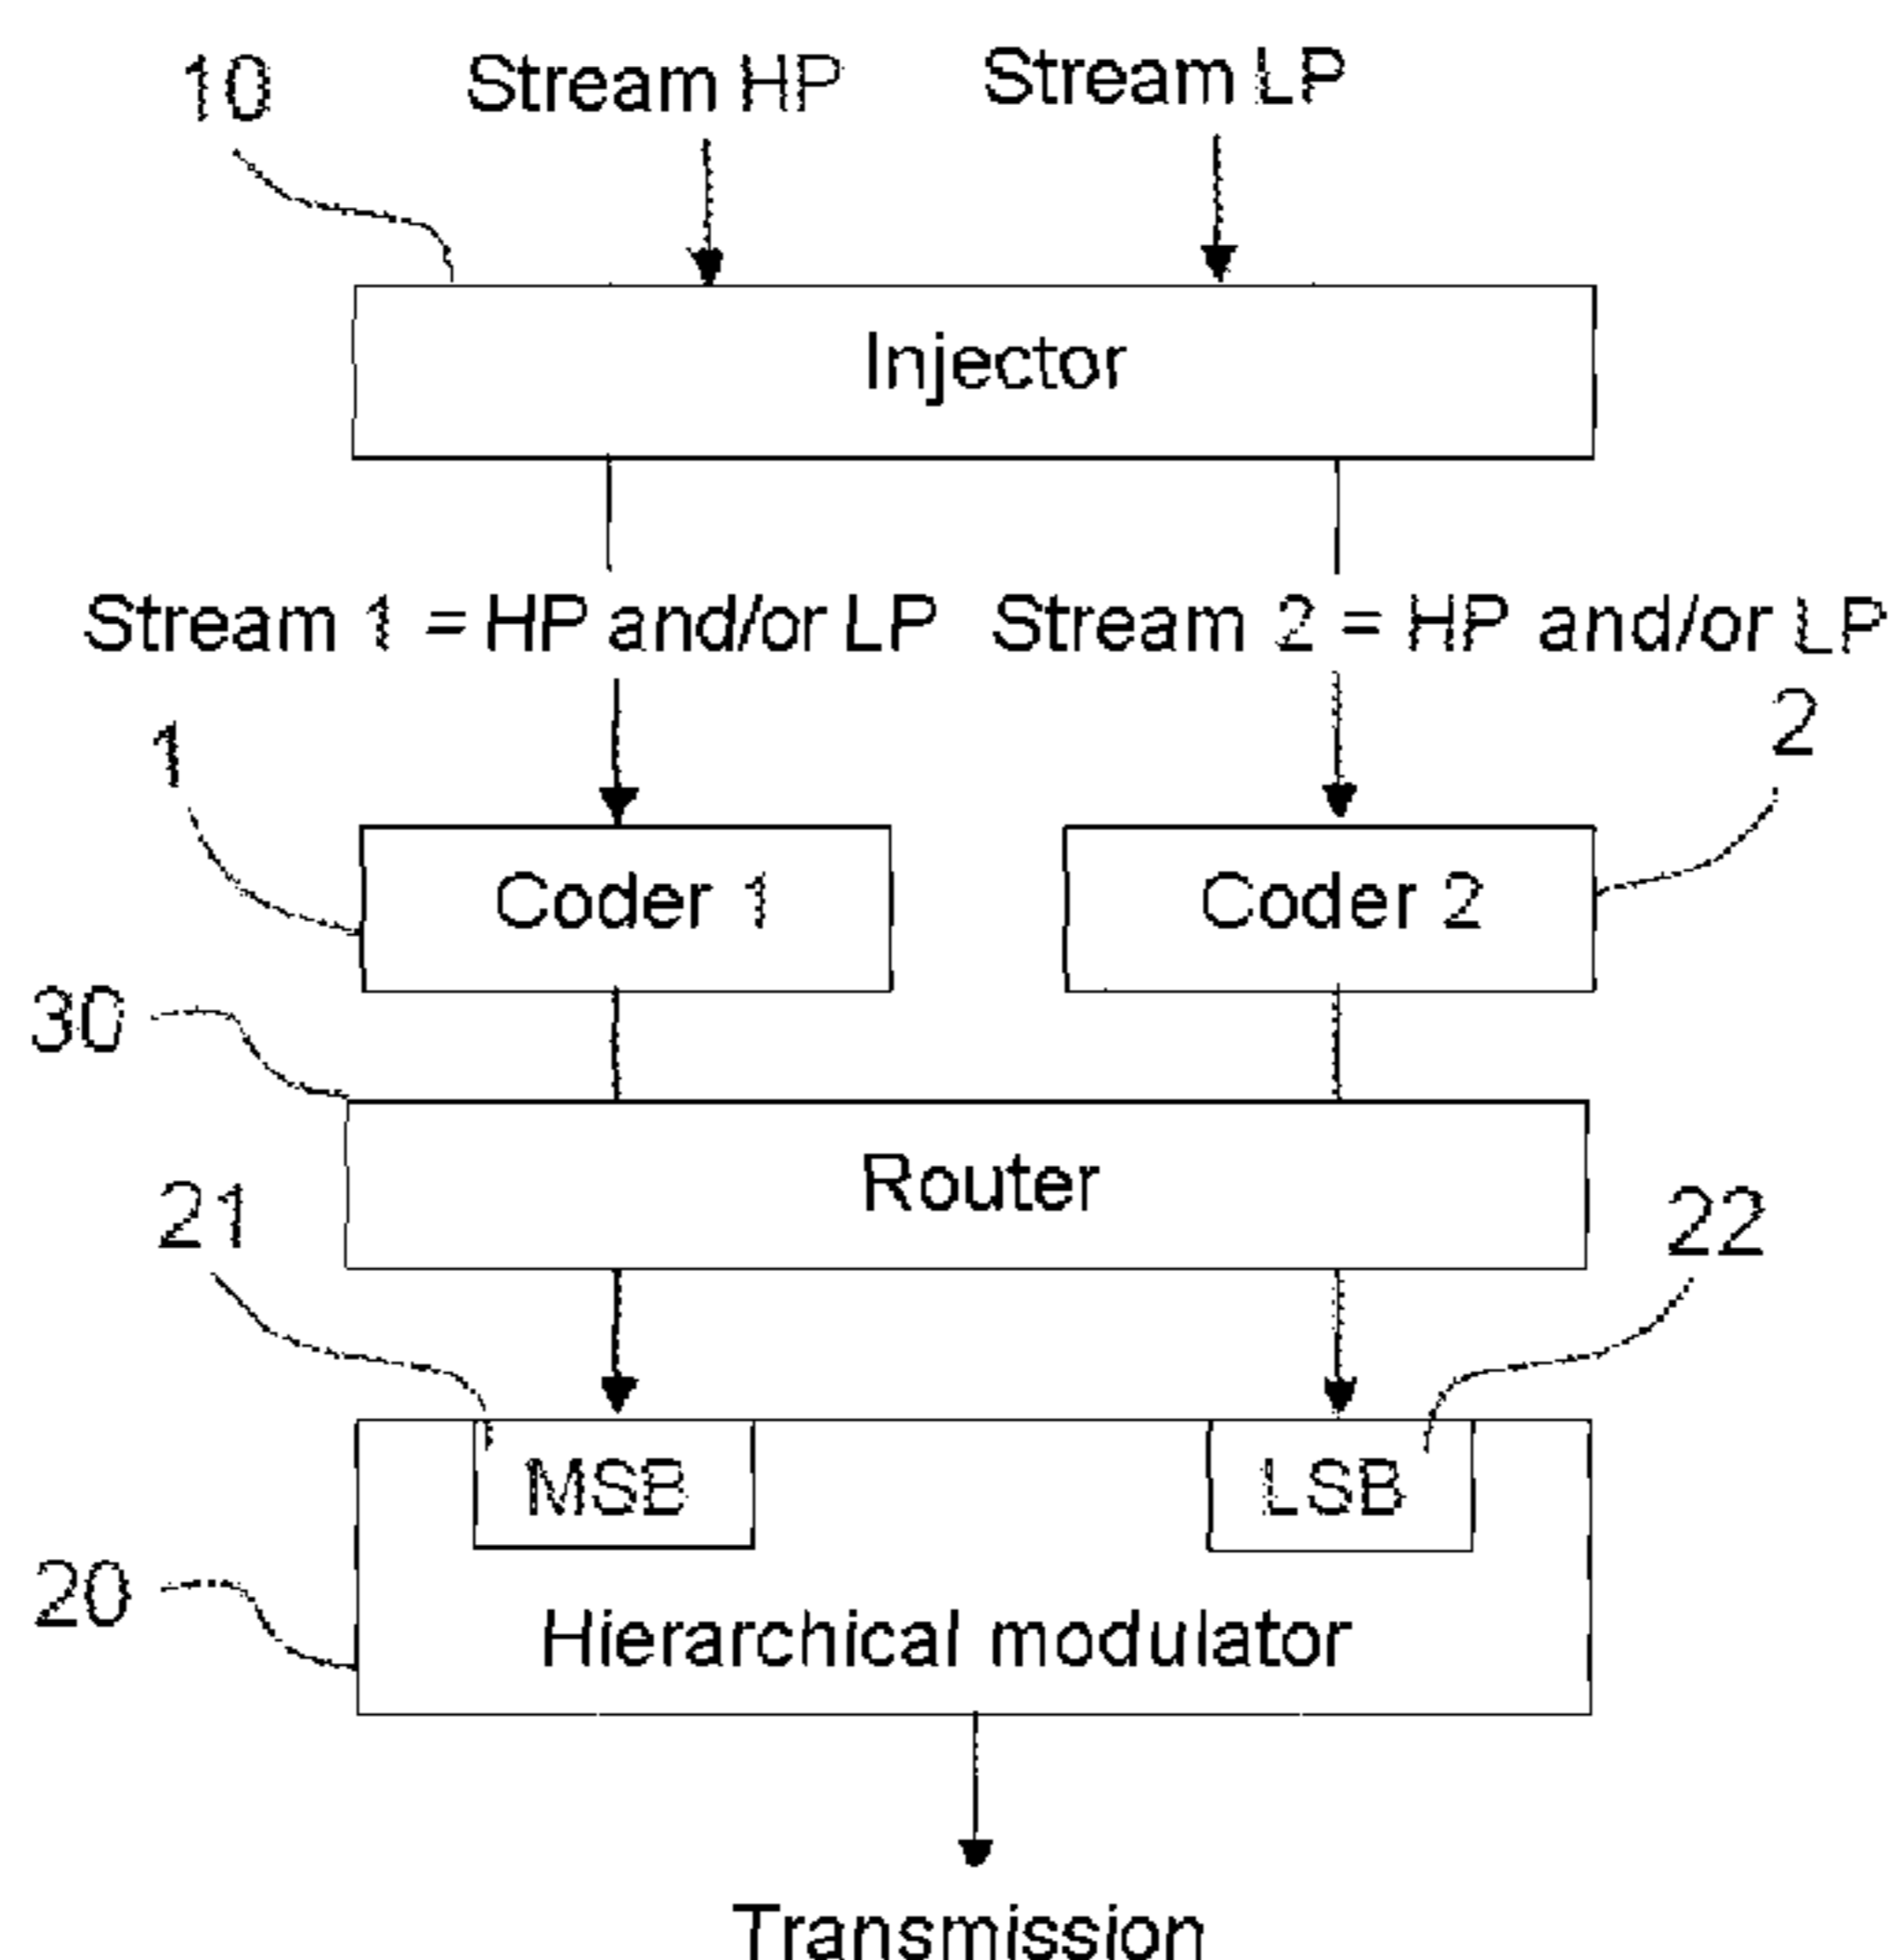 10
Stream HP
Stream LP
Injector
Stream 1 = HP and/or LP
Stream 2 = HP and/or LP
1
2
Coder 1
Coder 2
30
Router
21
22
MSB
LSB
20
Hierarchical modulator
Transmission